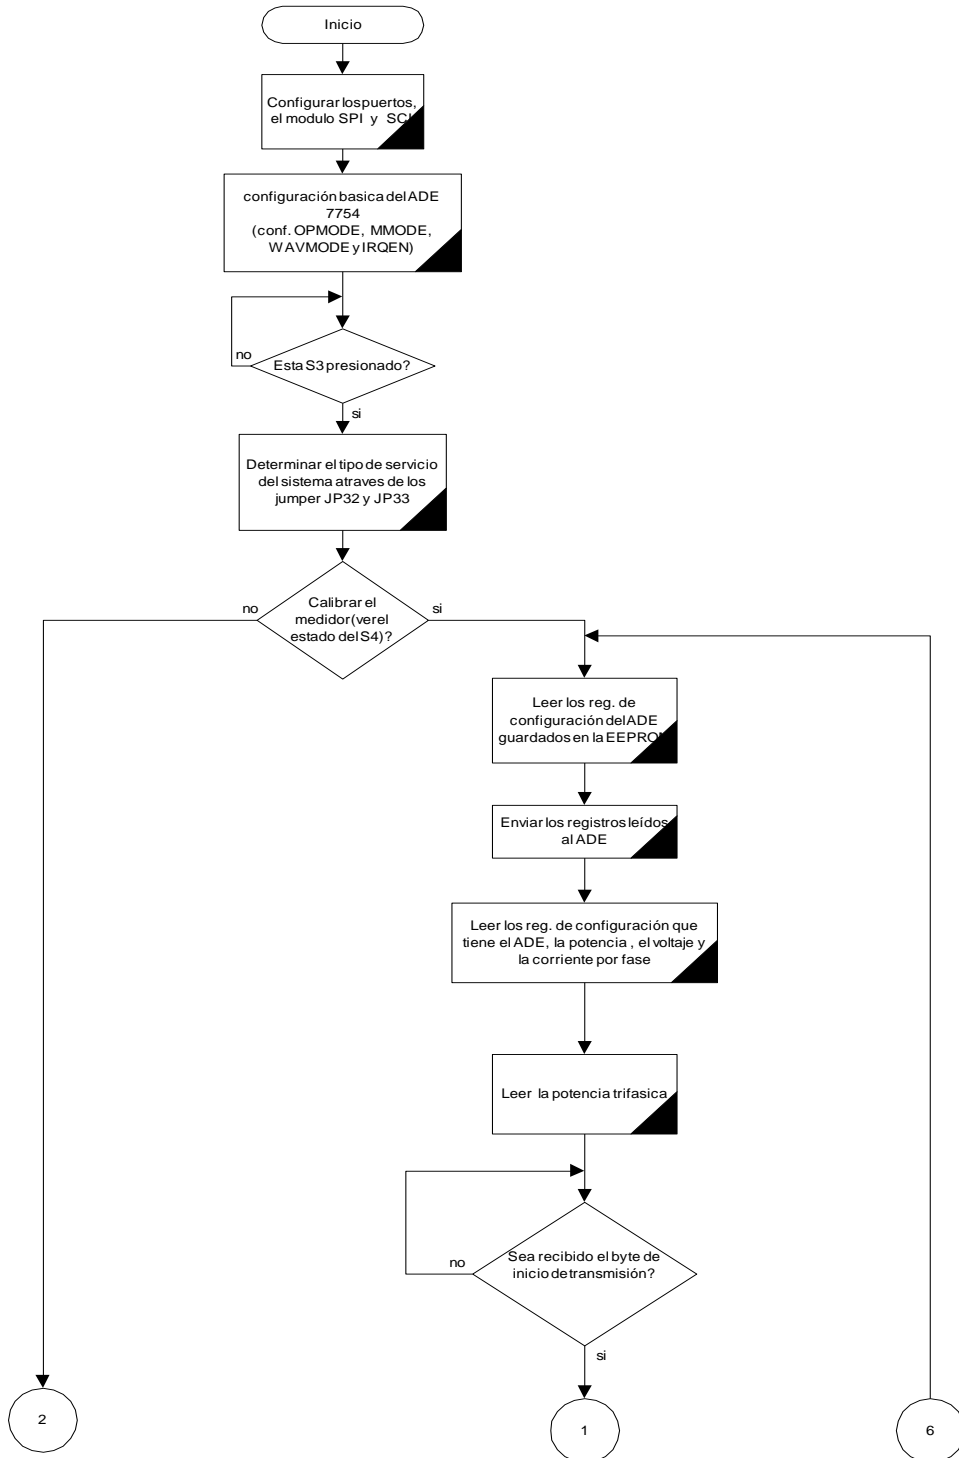 Inicio
Configurar los puertos,
el modulo SPI y SCI
configuración basica del ADE
7754
(conf. OPMODE, MMODE,
WAVMODE y IRQEN)
no
Esta S3 presionado?
si
Determinar el tipo de servicio
del sistema atraves de los
jumper JP32 y JP33
no
Calibrar el
medidor(ver el
estado del S4)?
si
Leer los reg. de
configuración del ADE
guardados en la EEPROM
Enviar los registros leídos
al ADE
Leer los reg. de configuración que
tiene el ADE, la potencia , el voltaje y
la corriente por fase
Leer la potencia trifasica
Sea recibido el byte de
inicio de transmisión?
no
si
2
1
6